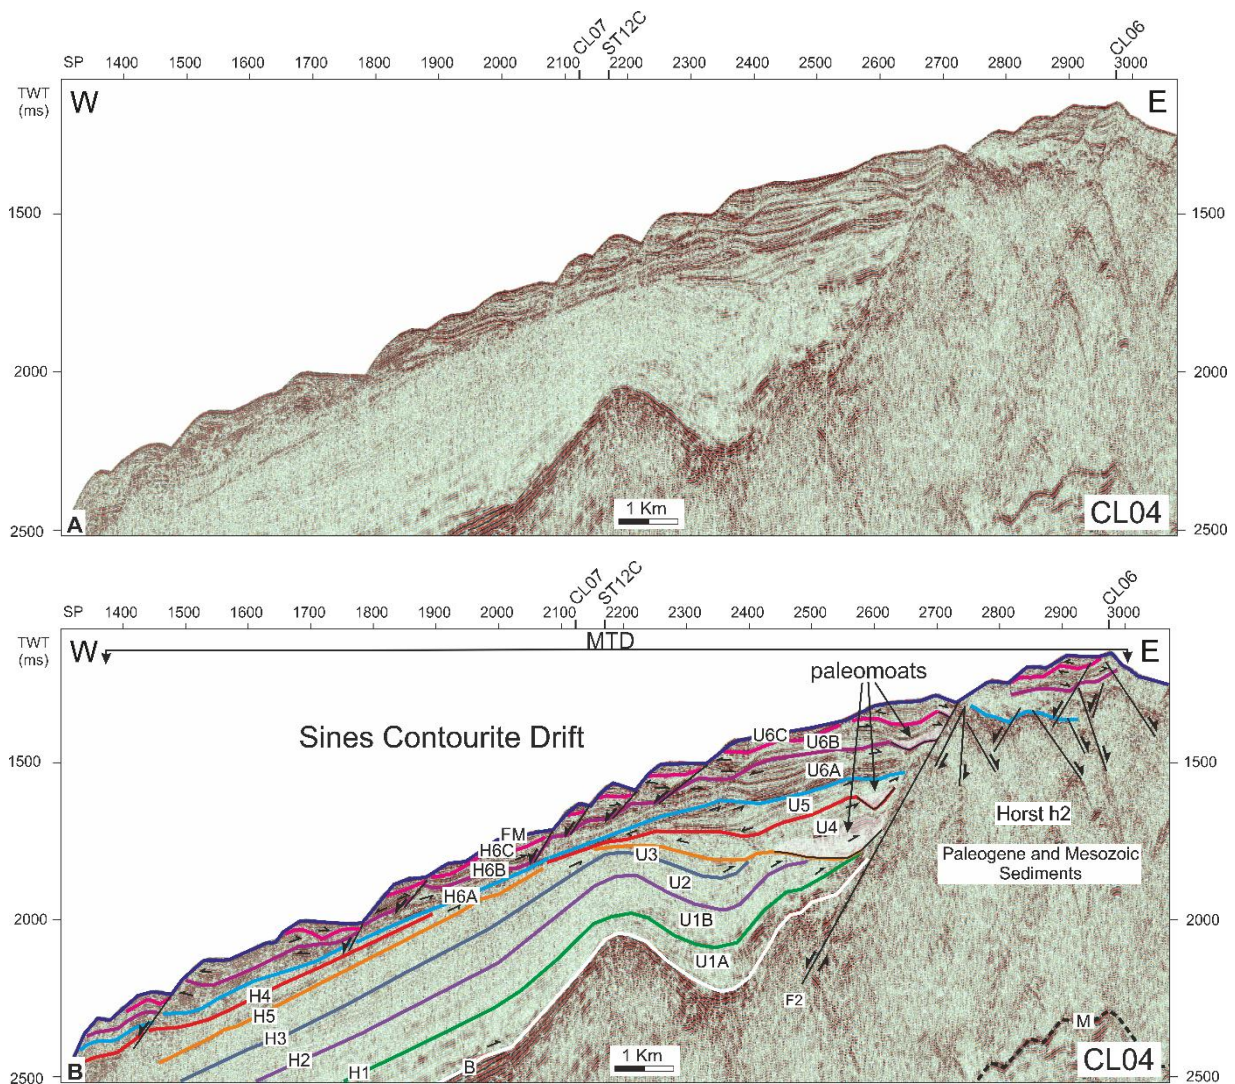 CL07
ST12C
CL06
SP 1400 1500 1600 1700 1800 1900 2000 2100 2200 2300 2400 2500 2600 2700 2800 2900 3000
TWT
(ms)
W
E
1500
1500
2000
2000
2500
2500
A
1 Km
CL04
CL07
ST12C
CL06
SP 1400 1500 1600 1700 1800 1900 2000 2100 2200 2300 2400 2500 2600 2700 2800 2900 3000
TWT
(ms)
W
MTD
E
paleomoats
Sines Contourite Drift
U6C
U6B
U6A
1500
1500
U5
U4
Horst h2
FM
H6C
H6B
H6A
U3
U2
Paleogene and Mesozoic
Sediments
2000
2000
U1B
U1A
H4
H5
H3
H2
H1
B
F2
M
1 Km
CL04
2500
2500
B